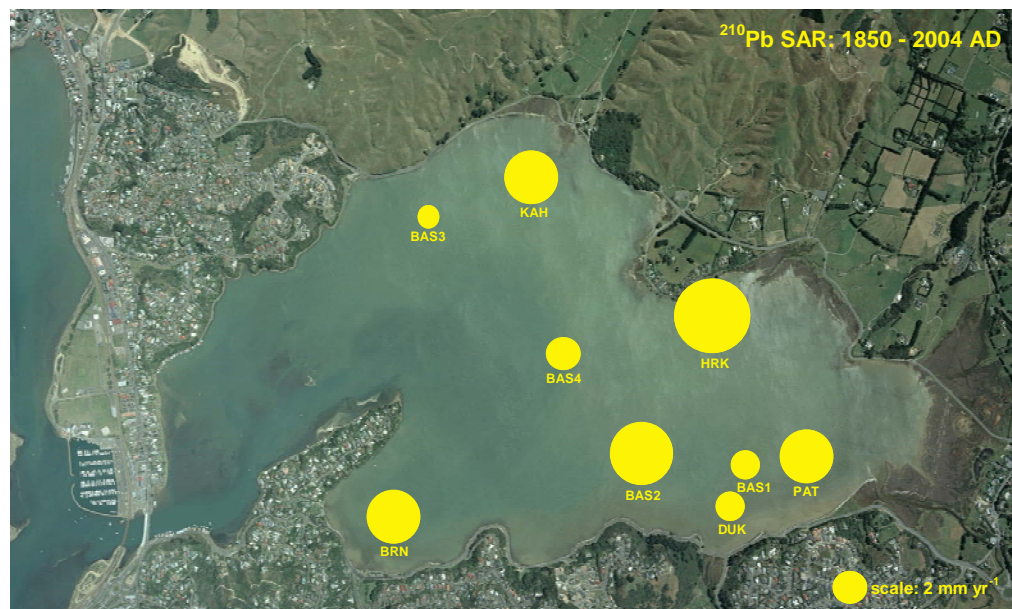 ²¹⁰Pb SAR: 1850 - 2004 AD
KAH
BAS3
HRK
BAS4
BAS2
BAS1
PAT
DUK
BRN
scale: 2 mm yr⁻¹